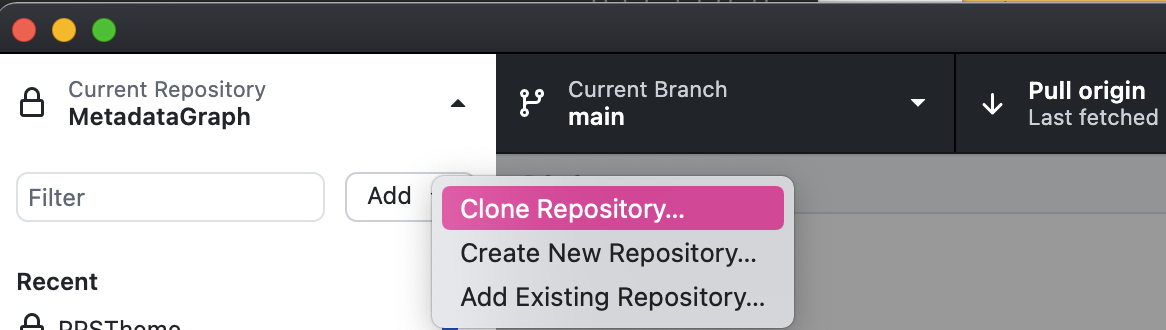 Current Repository
MetadataGraph
Current Branch
main
Pull origin
Last fetched
Filter
Add
Clone Repository...
Create New Repository...
Add Existing Repository...
Recent